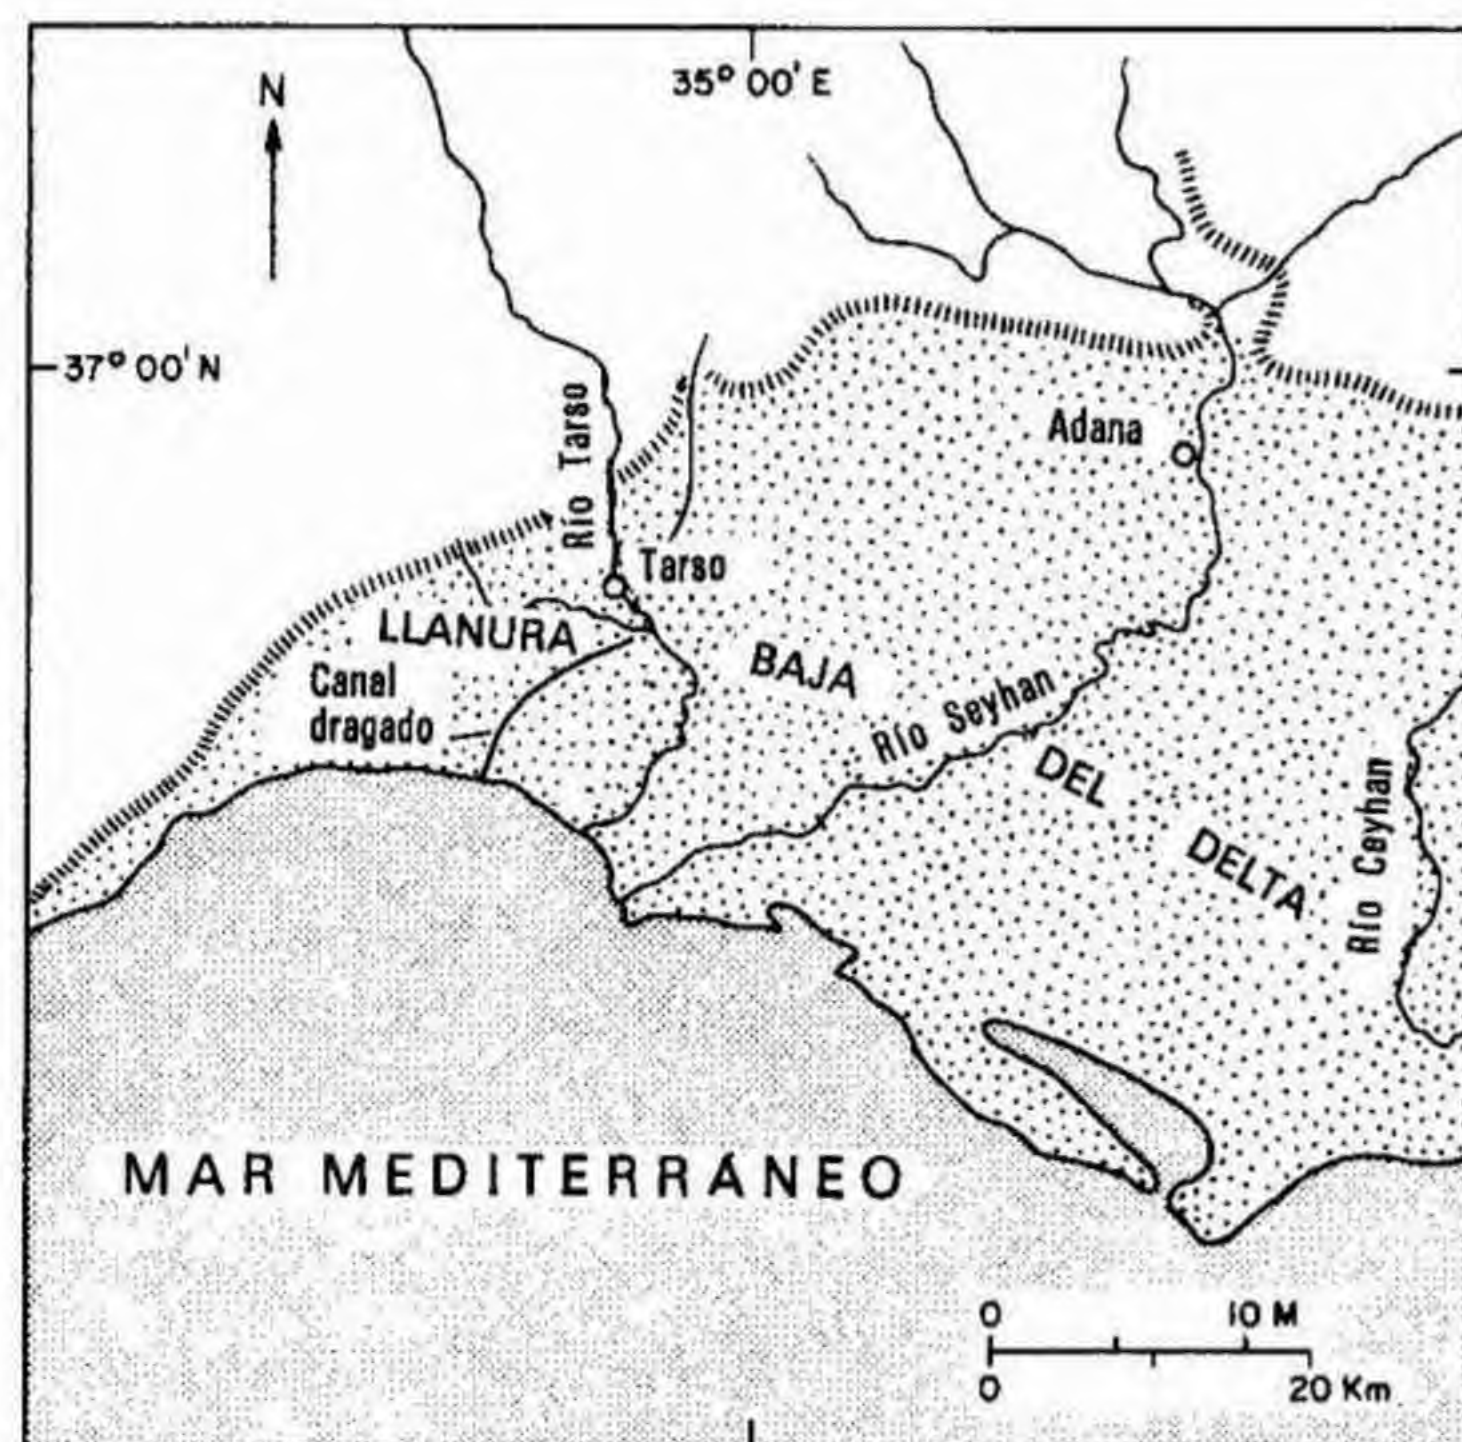 N
35° 00' E
37° 00' N
Río Tarso
Adana
Tarso
LLANURA
BAJA
DEL
DELTA
Canal
dragado
Río Seyhan
Río Ceyhan
MAR MEDITERRÁNEO
0 10 M
0 20 Km